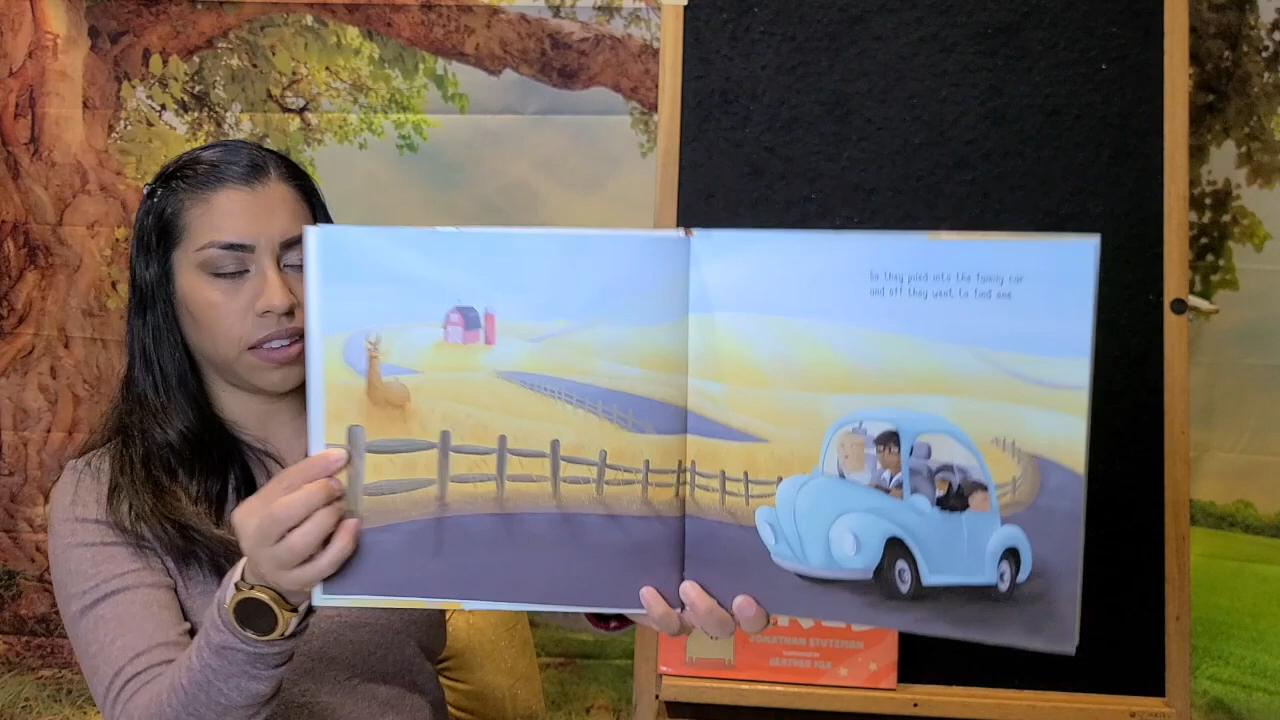 So they piled into the family car
and off they went to find one
JONATHAN STUTZMAN
HEATHER FOX